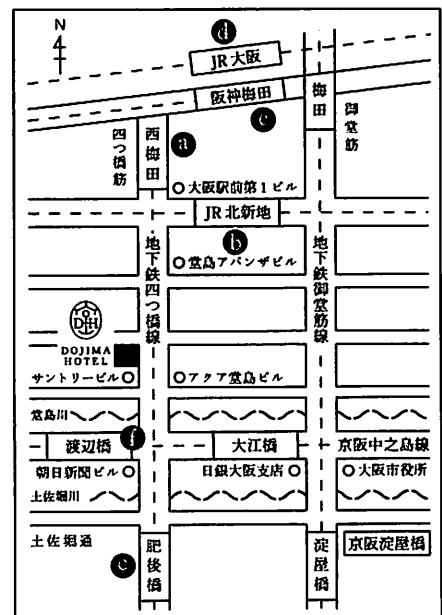 N
d
JR大阪
阪神梅田
梅田
御堂筋
四つ橋筋
西梅田
a
c
大阪駅前第1ビル
JR北新地
b
堂島アバンザビル
地下鉄四つ橋線
地下鉄御堂筋線
DH
DOJIMA
HOTEL
サントリービル
アクア堂島ビル
堂島川
渡辺橋
f
大江橋
京阪中之島線
朝日新聞ビル
日銀大阪支店
大阪市役所
土佐堀川
土佐堀通
肥後橋
e
淀屋橋
京阪淀屋橋